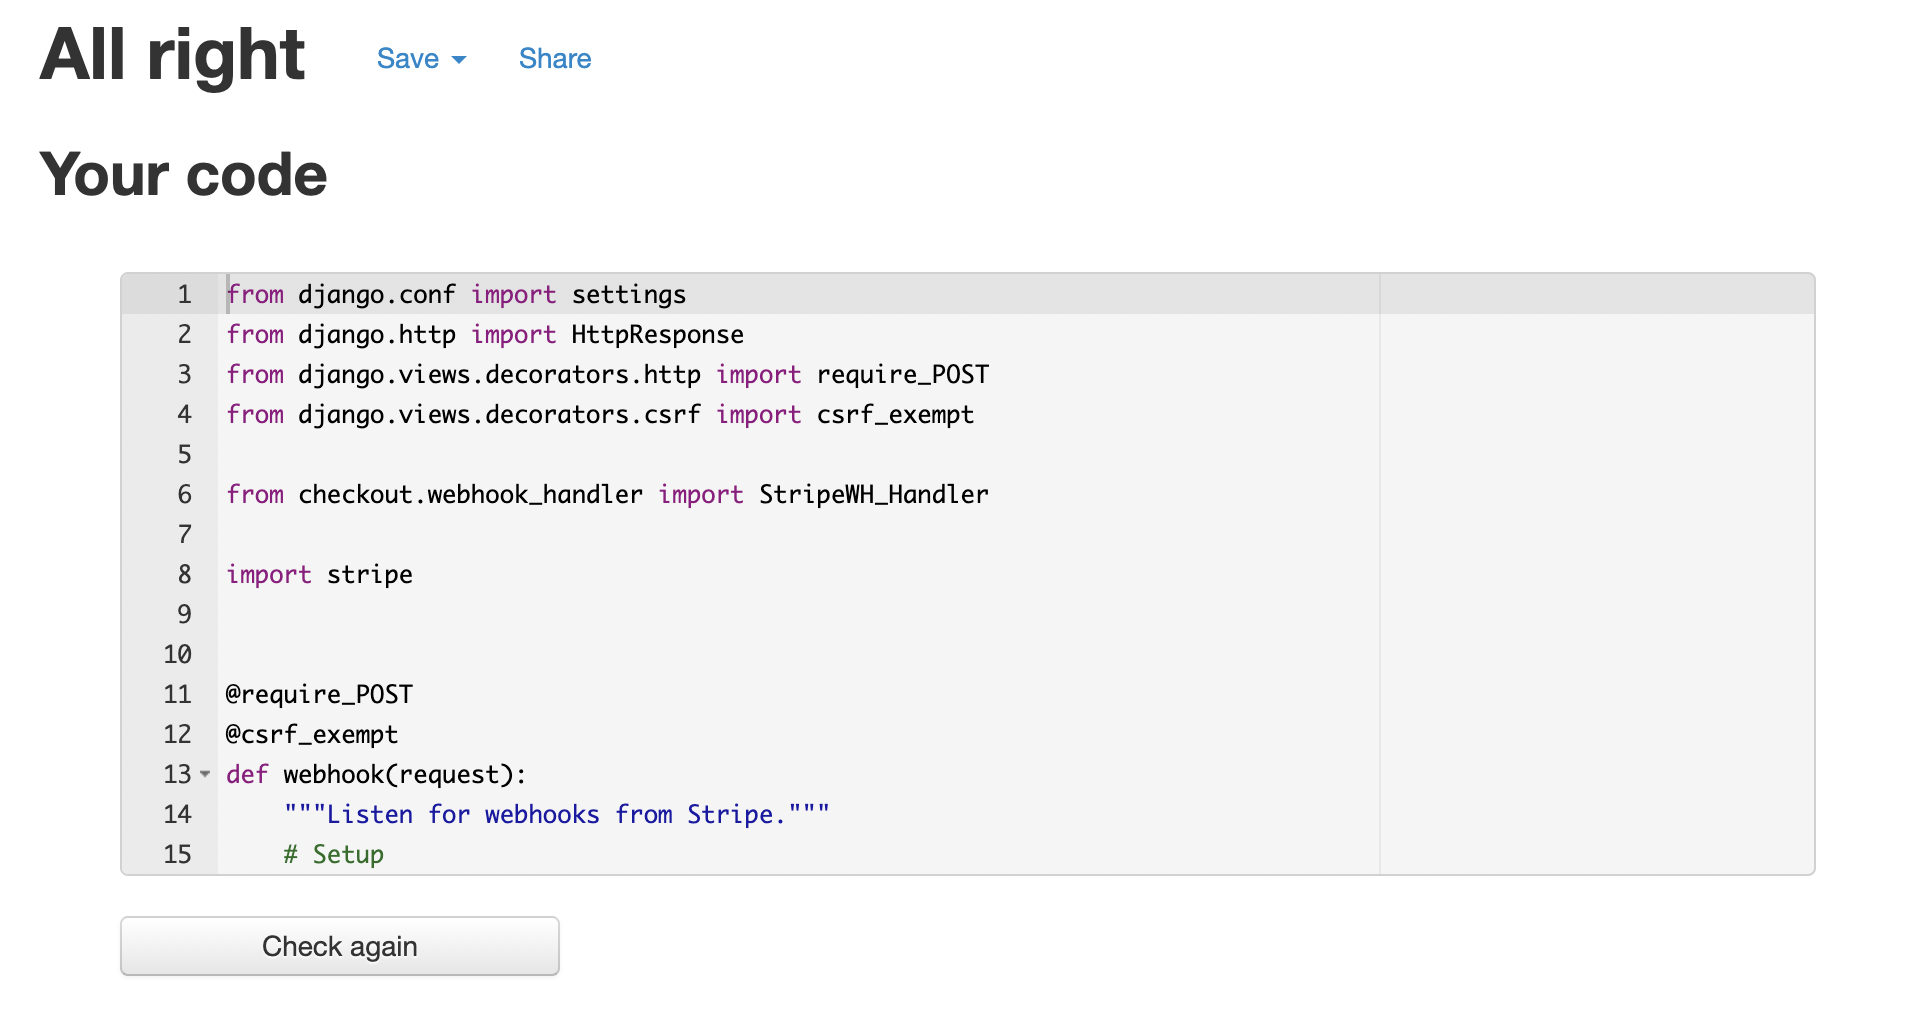 All right Save Share
Your code
1 from django.conf import settings
2 from django.http import HttpResponse
3 from django.views.decorators.http import require_POST
4 from django.views.decorators.csrf import csrf_exempt
5
6 from checkout.webhook_handler import StripeWH_Handler
7
8 import stripe
9
10
11 @require_POST
12 @csrf_exempt
13 def webhook(request):
14     """Listen for webhooks from Stripe."""
15     # Setup
Check again